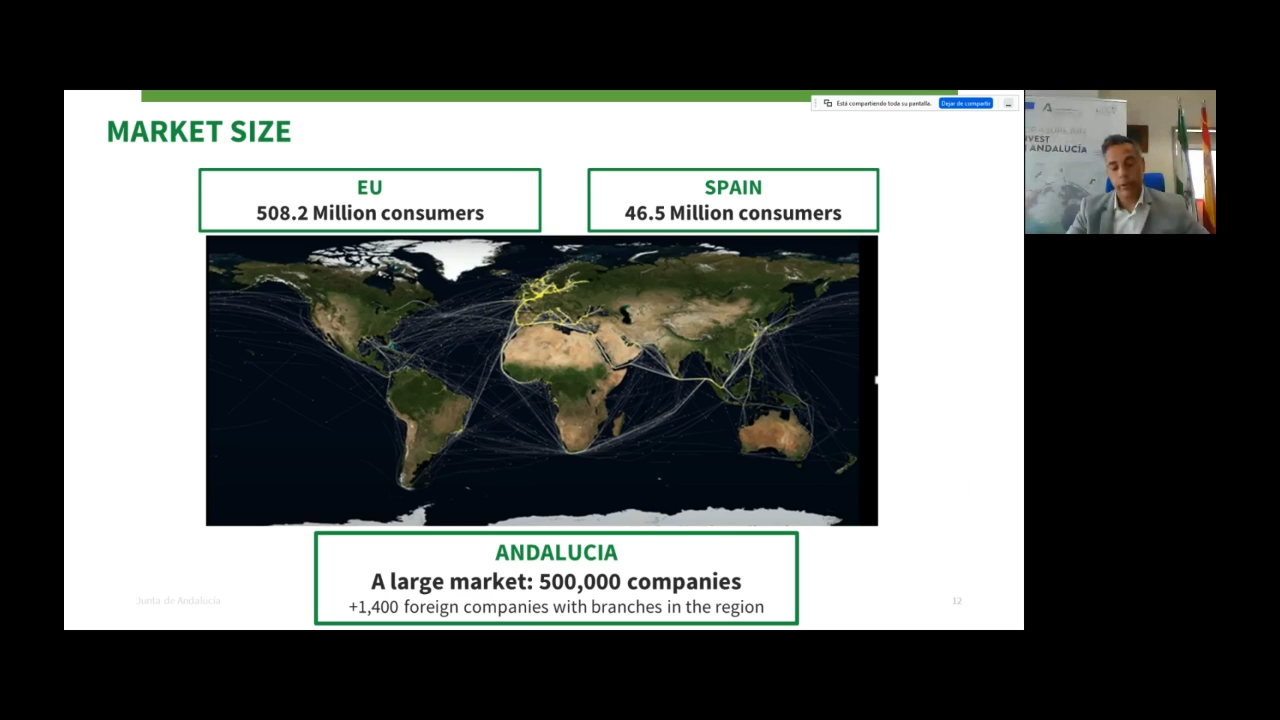 Está compartiendo toda su pantalla.
Dejar de compartir
MARKET SIZE
EU
508.2 Million consumers
SPAIN
46.5 Million consumers
ANDALUCIA
A large market: 500,000 companies
+1,400 foreign companies with branches in the region
Junta de Andalucía
12
ANDALUCÍA